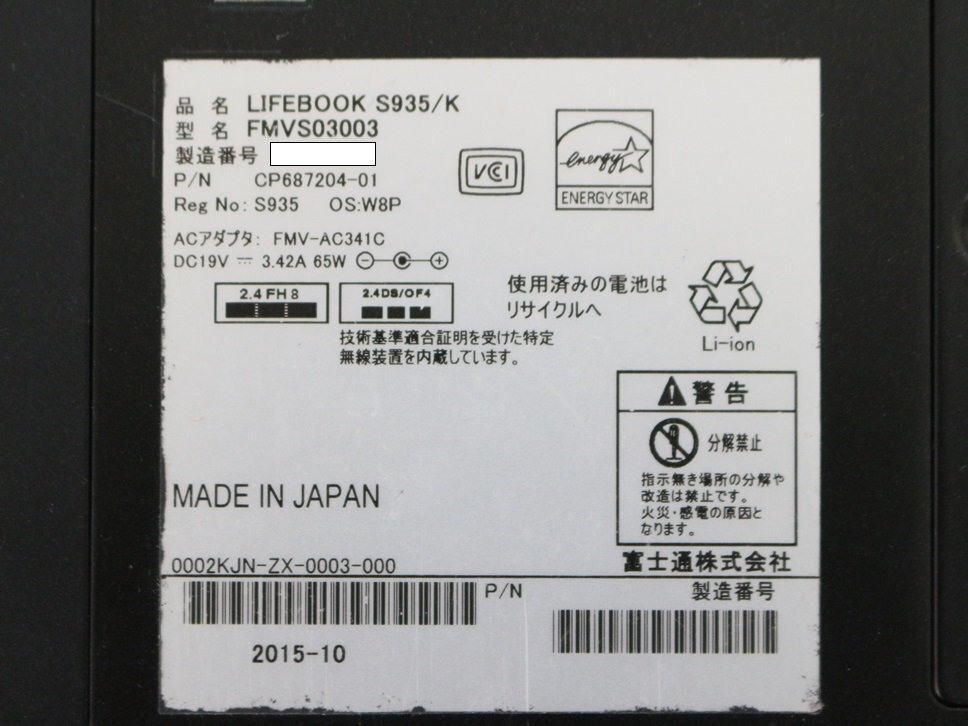 品 名 LIFEBOOK S935/K
型 名 FMVS03003
製造番号
P/N CP687204-01
Reg No: S935 OS:W8P
VCCI
energy
ENERGY STAR
ACアダプタ: FMV-AC341C
DC19V 3.42A 65W
2.4FH8
2.4DS/OF4
技術基準適合証明を受けた特定
無線装置を内蔵しています。
使用済みの電池は
リサイクルへ
Li-ion
警告
分解禁止
指示無き場所の分解や
改造は禁止です。
火災・感電の原因と
なります。
MADE IN JAPAN
0002KJN-ZX-0003-000
富士通株式会社
P/N
製造番号
2015-10